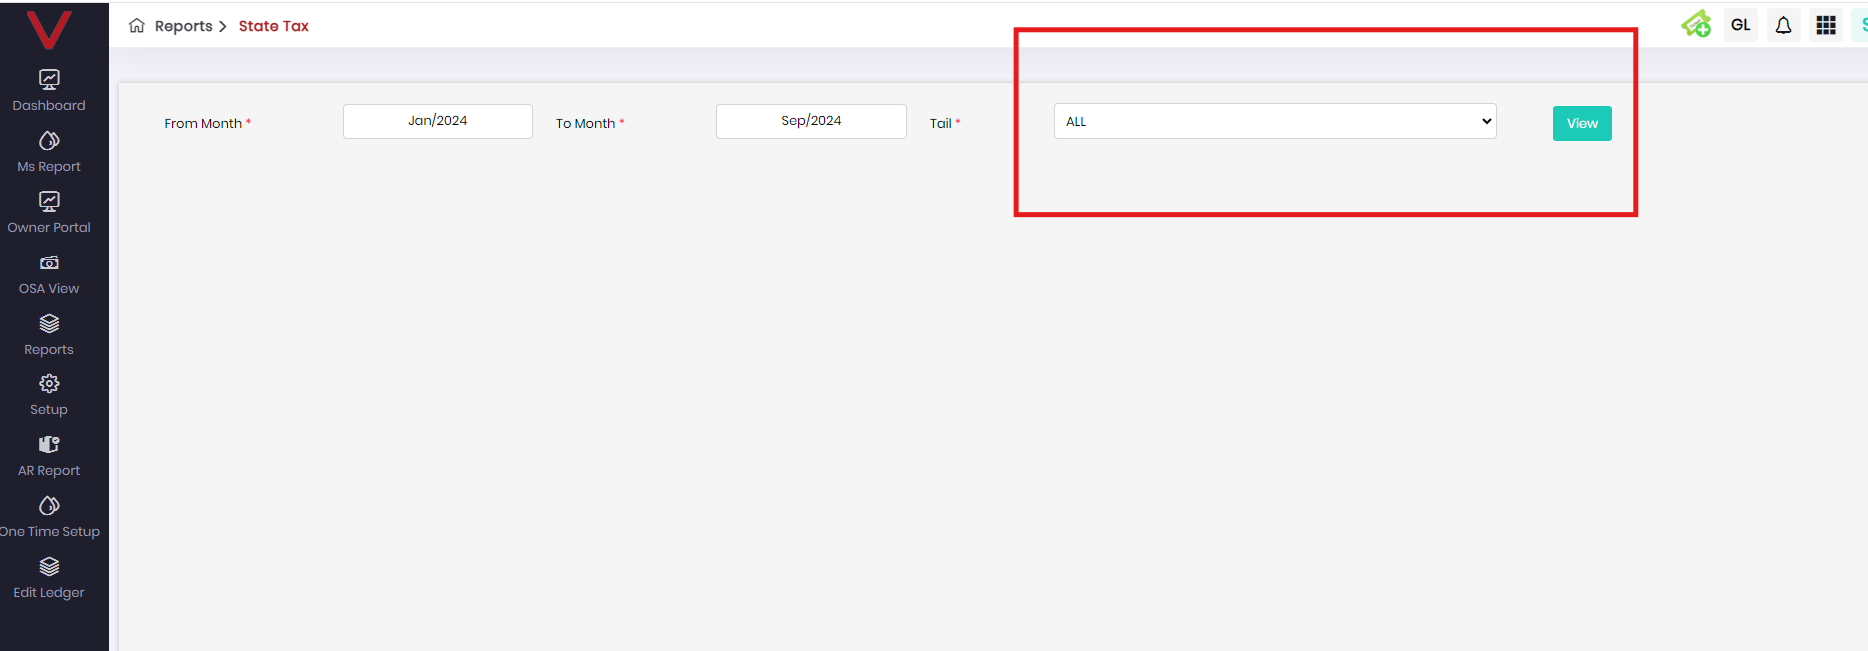 Reports > State Tax
GL
From Month *
Jan/2024
To Month *
Sep/2024
Tail *
ALL
View
Dashboard
Ms Report
Owner Portal
OSA View
Reports
Setup
AR Report
One Time Setup
Edit Ledger